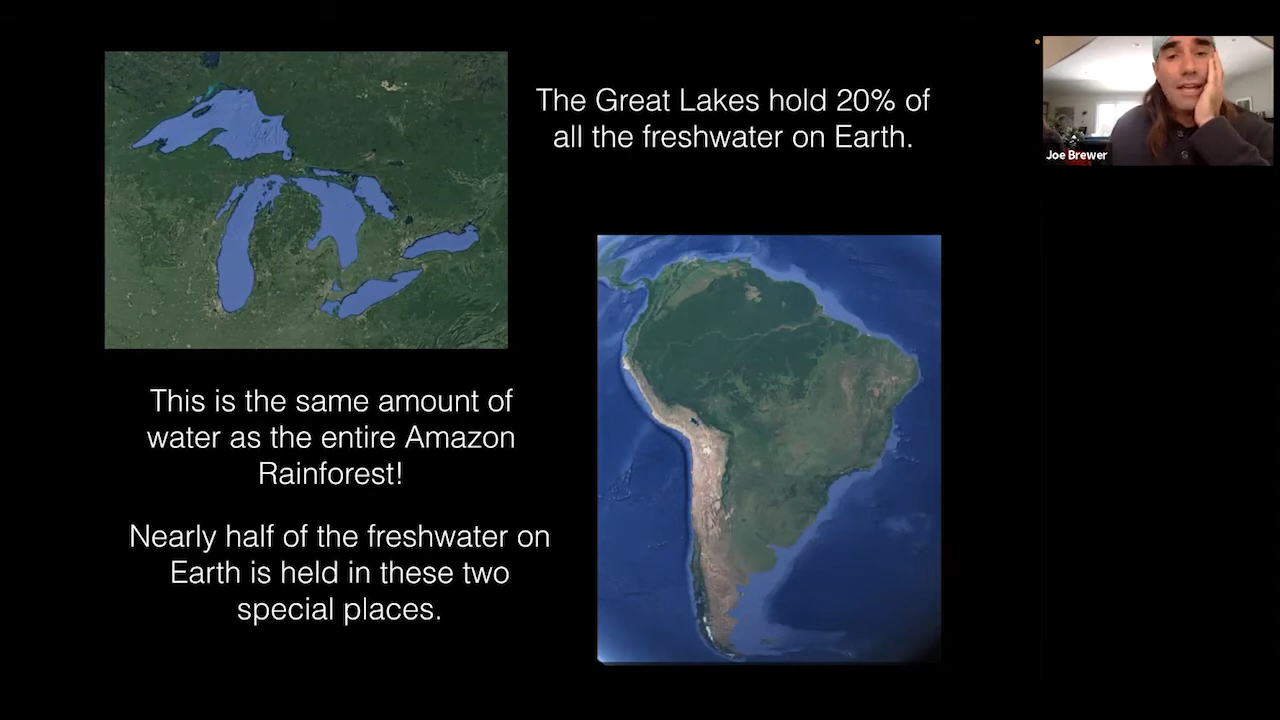 The Great Lakes hold 20% of
all the freshwater on Earth.
Joe Brewer
This is the same amount of
water as the entire Amazon
Rainforest!
Nearly half of the freshwater on
Earth is held in these two
special places.